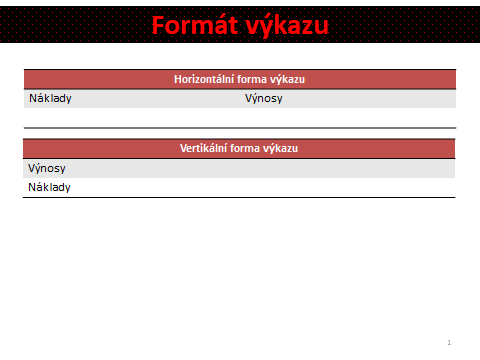 Formát výkazu
Horizontální forma výkazu
Náklady Výnosy
Vertikální forma výkazu
Výnosy
Náklady
1